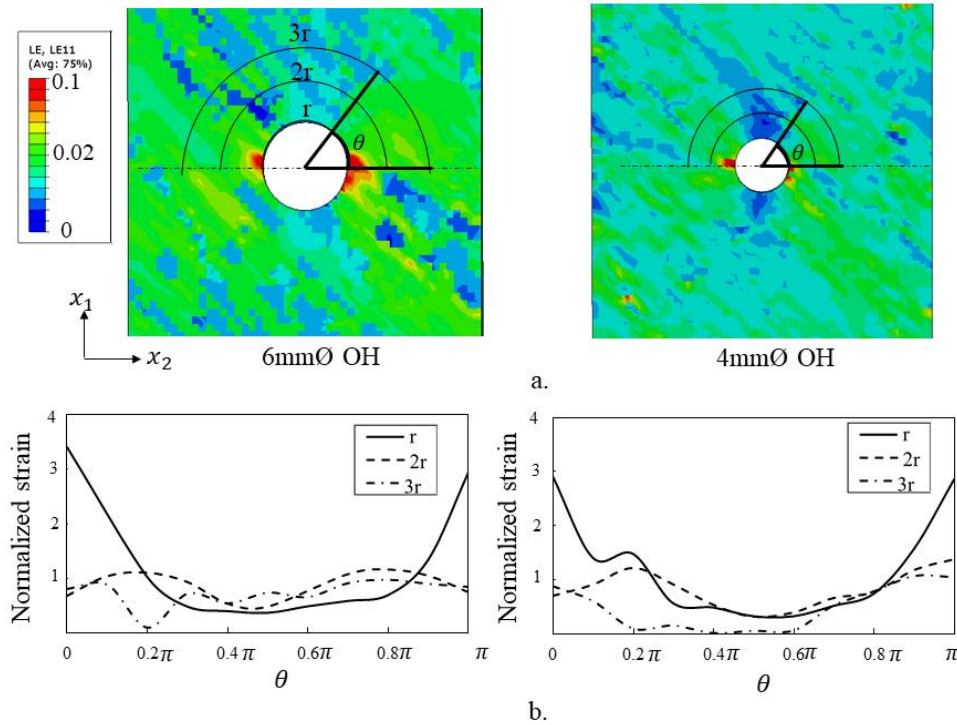 LE, LE11
(Avg: 75%)
0.1
0.02
0
3r
2r
r
θ
θ
x₁
x₂
6mmØ OH
4mmØ OH
a.
4
3
2
1
Normalized strain
r
2r
3r
0
0.2π
0.4π
0.6π
0.8π
π
θ
4
3
2
1
Normalized strain
r
2r
3r
0
0.2π
0.4π
0.6π
0.8π
π
θ
b.